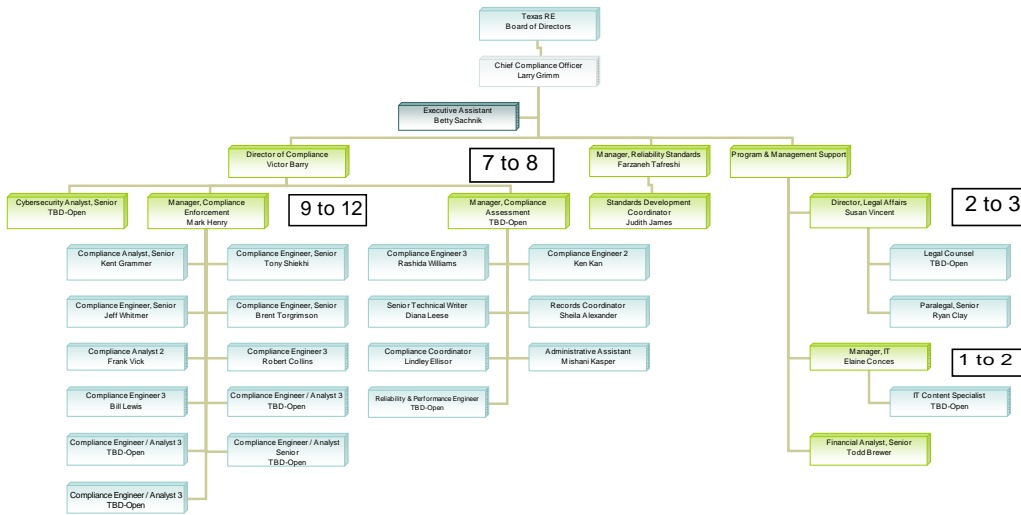 Texas RE
Board of Directors
Chief Compliance Officer
Larry Grimm
Executive Assistant
Betty Sachnik
Director of Compliance
Victor Barry
7 to 8
Manager, Reliability Standards
Farzaneh Tafreshi
Program & Management Support
Cybersecurity Analyst, Senior
TBD-Open
Manager, Compliance
Enforcement
Mark Henry
9 to 12
Manager, Compliance
Assessment
TBD-Open
Standards Development
Coordinator
Judith James
Director, Legal Affairs
Susan Vincent
2 to 3
Compliance Analyst, Senior
Kent Grammer
Compliance Engineer, Senior
Tony Shiekhi
Compliance Engineer 3
Rashida Williams
Compliance Engineer 2
Ken Kan
Legal Counsel
TBD-Open
Compliance Engineer, Senior
Jeff Whitmer
Compliance Engineer, Senior
Brent Torgrimson
Senior Technical Writer
Diana Leese
Records Coordinator
Sheila Alexander
Paralegal, Senior
Ryan Clay
Compliance Analyst 2
Frank Vick
Compliance Engineer 3
Robert Collins
Compliance Coordinator
Lindley Ellisor
Administrative Assistant
Mishani Kasper
Manager, IT
Elaine Conces
1 to 2
Compliance Engineer 3
Bill Lewis
Compliance Engineer / Analyst 3
TBD-Open
Reliability & Performance Engineer
TBD-Open
IT Content Specialist
TBD-Open
Compliance Engineer / Analyst 3
TBD-Open
Compliance Engineer / Analyst
Senior
TBD-Open
Financial Analyst, Senior
Todd Brewer
Compliance Engineer / Analyst 3
TBD-Open